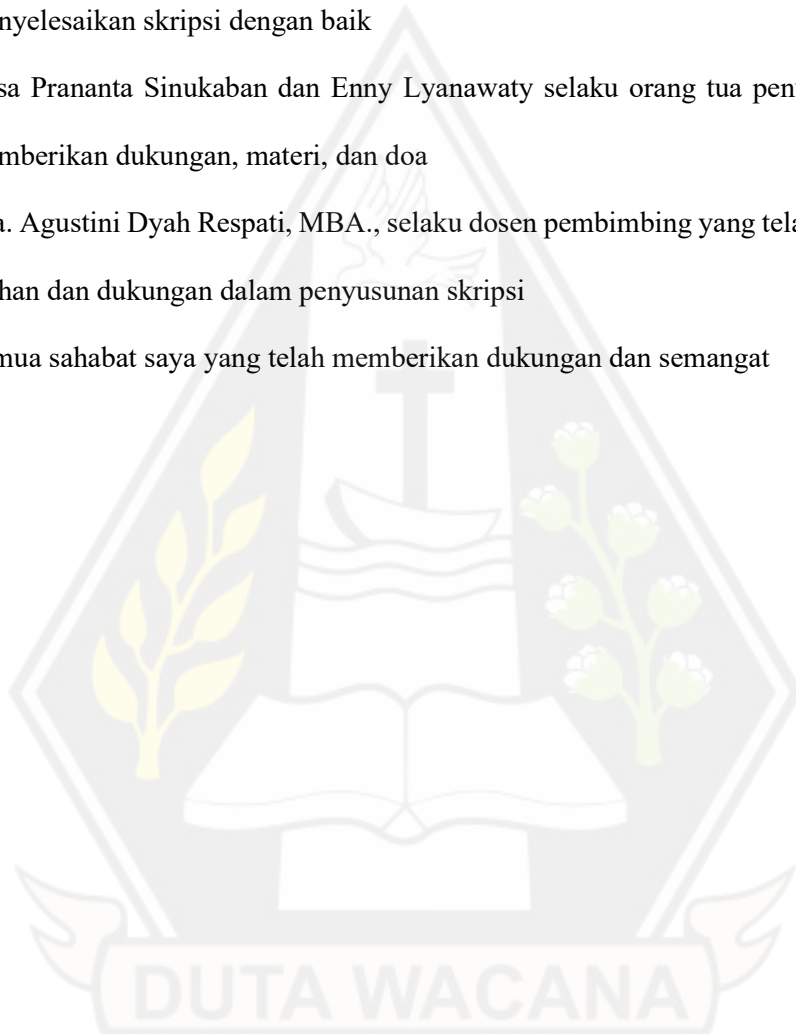 nyelesaikan skripsi dengan baik
sa Prananta Sinukaban dan Enny Lyanawaty selaku orang tua pen
mberikan dukungan, materi, dan doa
a. Agustini Dyah Respati, MBA., selaku dosen pembimbing yang tela
han dan dukungan dalam penyusunan skripsi
mua sahabat saya yang telah memberikan dukungan dan semangat
DUTA WACANA